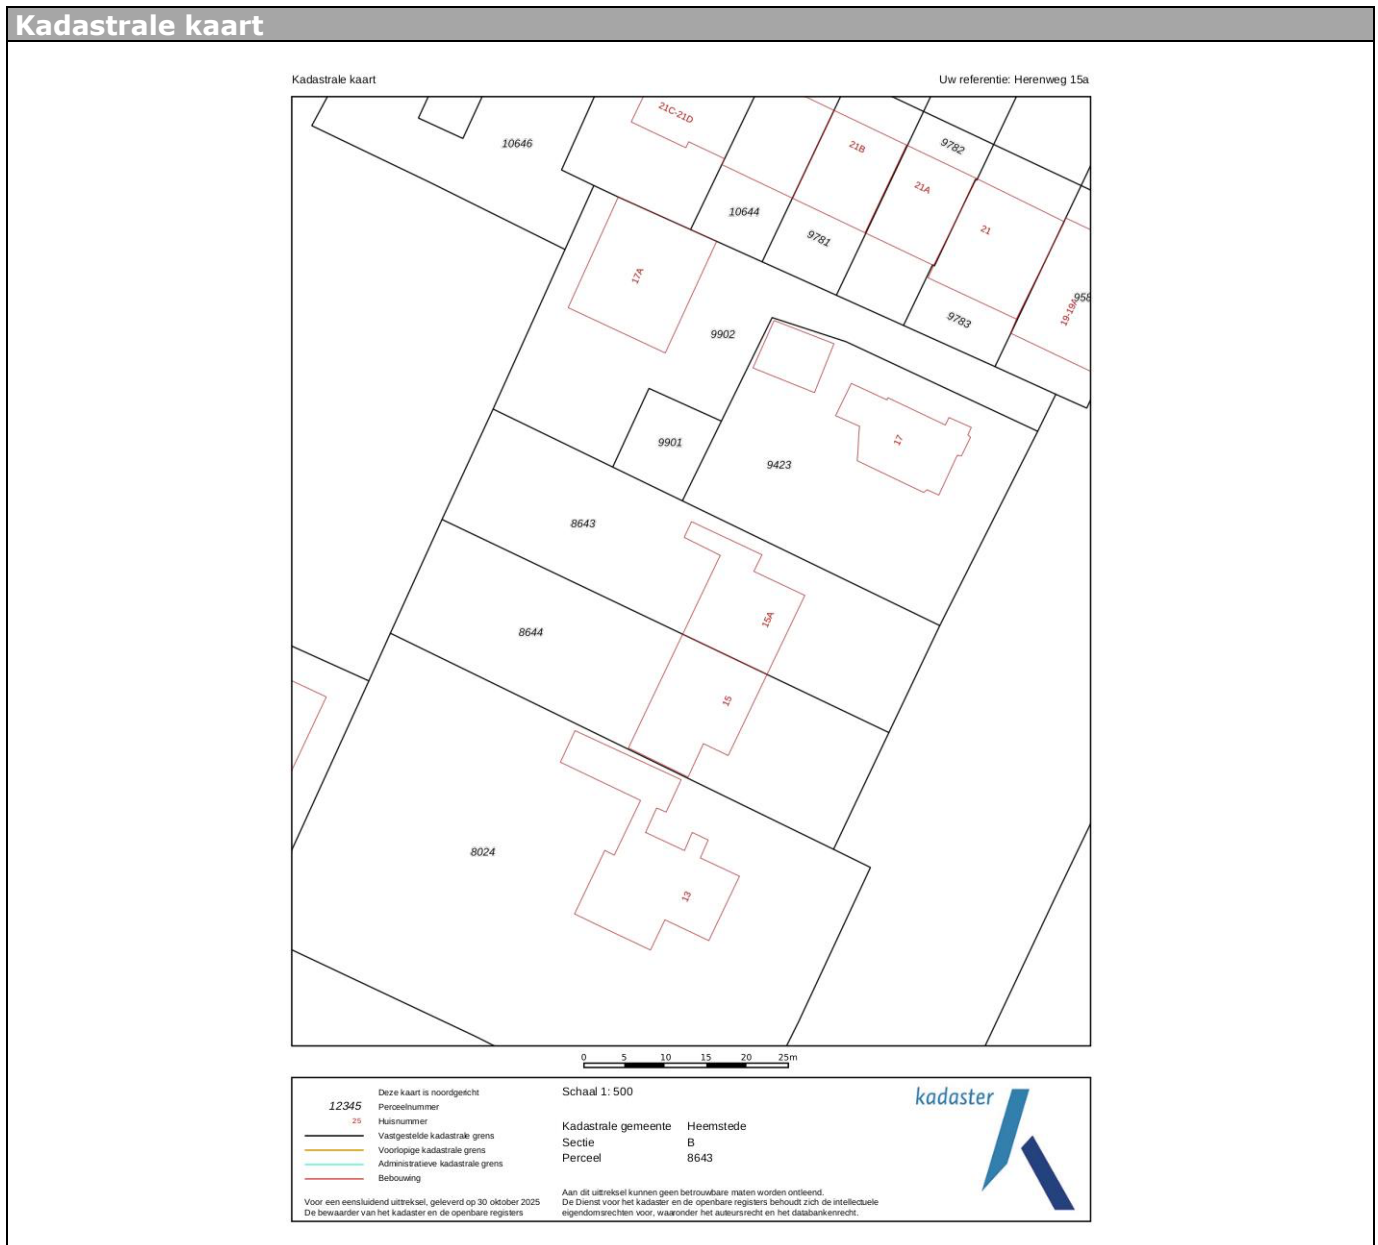 Kadastrale kaart
Kadastrale kaart
Uw referentie: Herenweg 15a
21C-21D
10646
21B
9782
21A
10644
9781
21
17A
958
19-19A
9783
9902
17
9901
9423
8643
15A
8644
15
8024
13
0 5 10 15 20 25m
Deze kaart is noordgericht
12345 Perceelnummer
25 Huisnummer
Vastgestelde kadastrale grens
Voorlopige kadastrale grens
Administratieve kadastrale grens
Bebouwing
Voor een eensluidend uittreksel, geleverd op 30 oktober 2025
De bewaarder van het kadaster en de openbare registers
Schaal 1: 500
Kadastrale gemeente Heemstede
Sectie B
Perceel 8643
Aan dit uittreksel kunnen geen betrouwbare maten worden ontleend.
De Dienst voor het kadaster en de openbare registers behoudt zich de intellectuele
eigendomsrechten voor, waaronder het auteursrecht en het databankenrecht.
kadaster